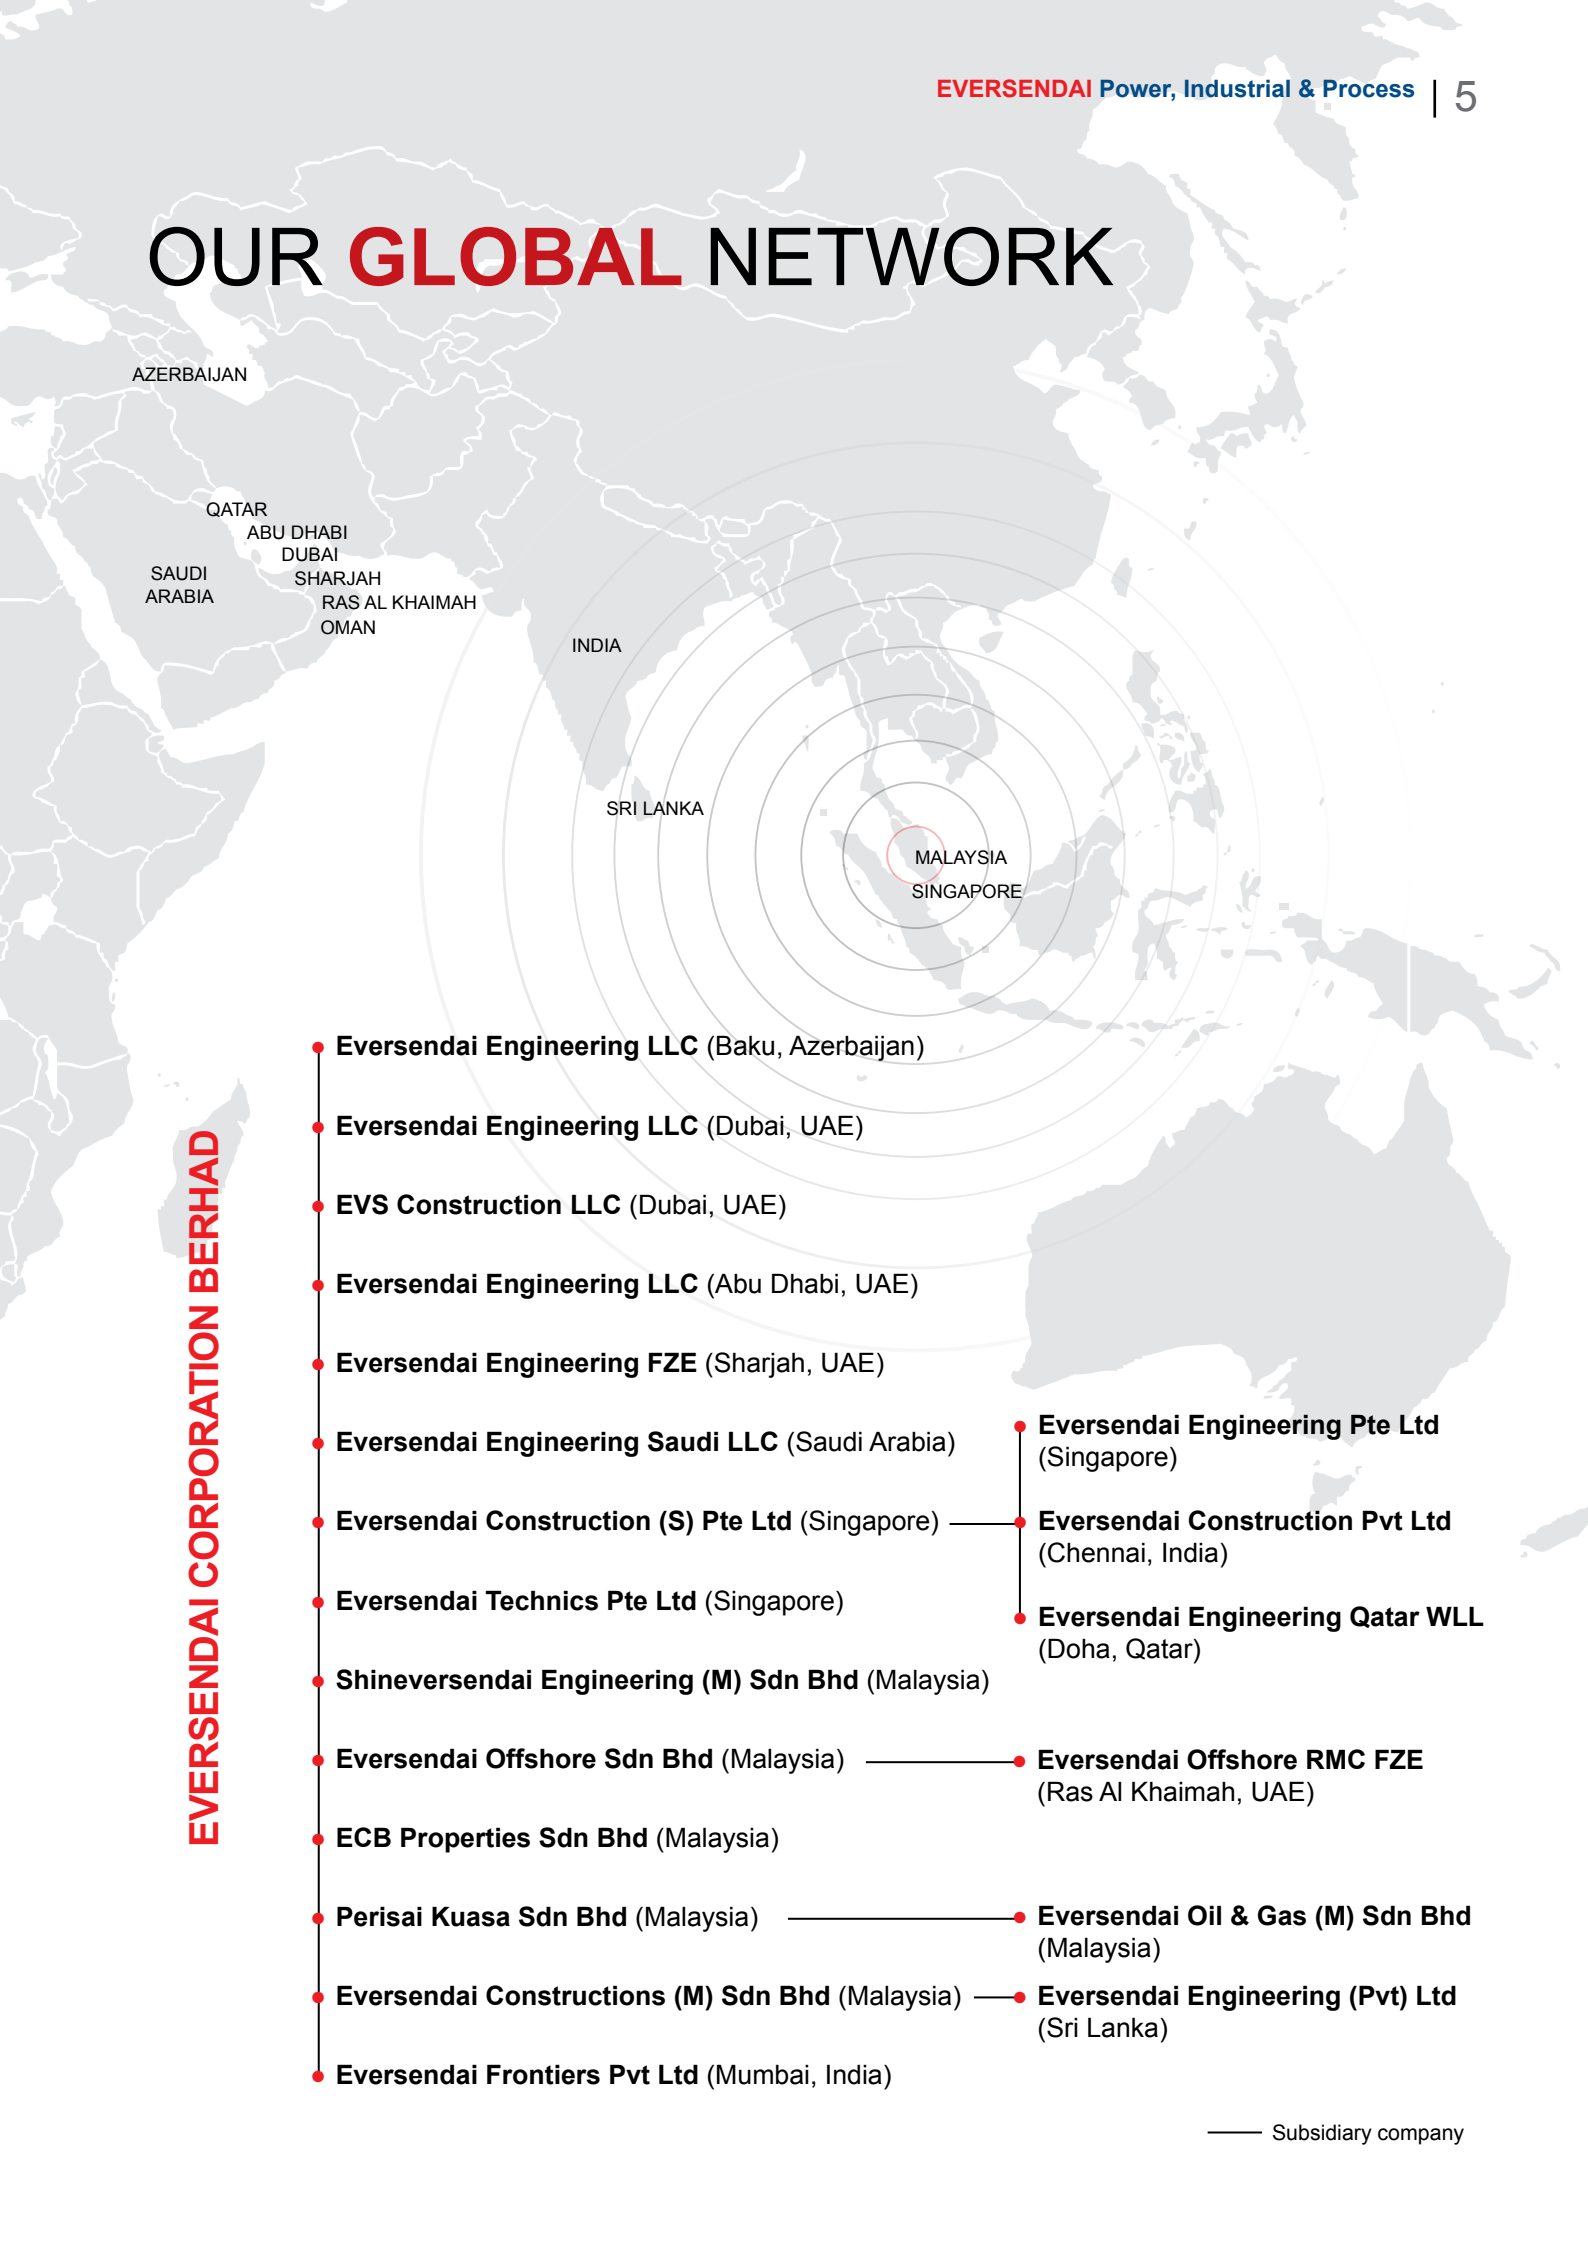 EVERSENDAI Power, Industrial & Process | 5
OUR GLOBAL NETWORK
AZERBAIJAN
QATAR
ABU DHABI
DUBAI
SAUDI
ARABIA
SHARJAH
RAS AL KHAIMAH
OMAN
INDIA
SRI LANKA
MALAYSIA
SINGAPORE
EVERSENDAI CORPORATION BERHAD
Eversendai Engineering LLC (Baku, Azerbaijan)
Eversendai Engineering LLC (Dubai, UAE)
EVS Construction LLC (Dubai, UAE)
Eversendai Engineering LLC (Abu Dhabi, UAE)
Eversendai Engineering FZE (Sharjah, UAE)
Eversendai Engineering Saudi LLC (Saudi Arabia)
Eversendai Construction (S) Pte Ltd (Singapore)
Eversendai Engineering Pte Ltd
(Singapore)
Eversendai Construction Pvt Ltd
(Chennai, India)
Eversendai Engineering Qatar WLL
(Doha, Qatar)
Eversendai Technics Pte Ltd (Singapore)
Shineversendai Engineering (M) Sdn Bhd (Malaysia)
Eversendai Offshore Sdn Bhd (Malaysia)
Eversendai Offshore RMC FZE
(Ras Al Khaimah, UAE)
ECB Properties Sdn Bhd (Malaysia)
Perisai Kuasa Sdn Bhd (Malaysia)
Eversendai Oil & Gas (M) Sdn Bhd
(Malaysia)
Eversendai Constructions (M) Sdn Bhd (Malaysia)
Eversendai Engineering (Pvt) Ltd
(Sri Lanka)
Eversendai Frontiers Pvt Ltd (Mumbai, India)
Subsidiary company